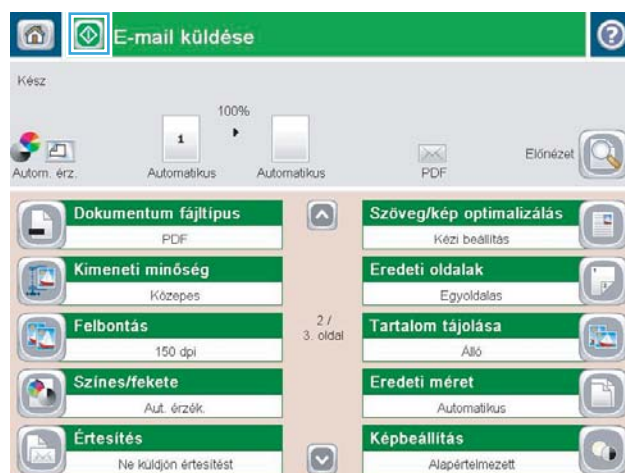 E-mail küldése
?
Kész
100%
1
Autom. érz.
Automatikus
Automatikus
PDF
Előnézet
Dokumentum fájltípus
PDF
Kimeneti minőség
Közepes
Felbontás
150 dpi
Színes/fekete
Aut. érzék.
Értesítés
Ne küldjön értesítést
2 /
3. oldal
Szöveg/kép optimalizálás
Kézi beállítás
Eredeti oldalak
Egyoldalas
Tartalom tájolása
Álló
Eredeti méret
Automatikus
Képbeállítás
Alapértelmezett